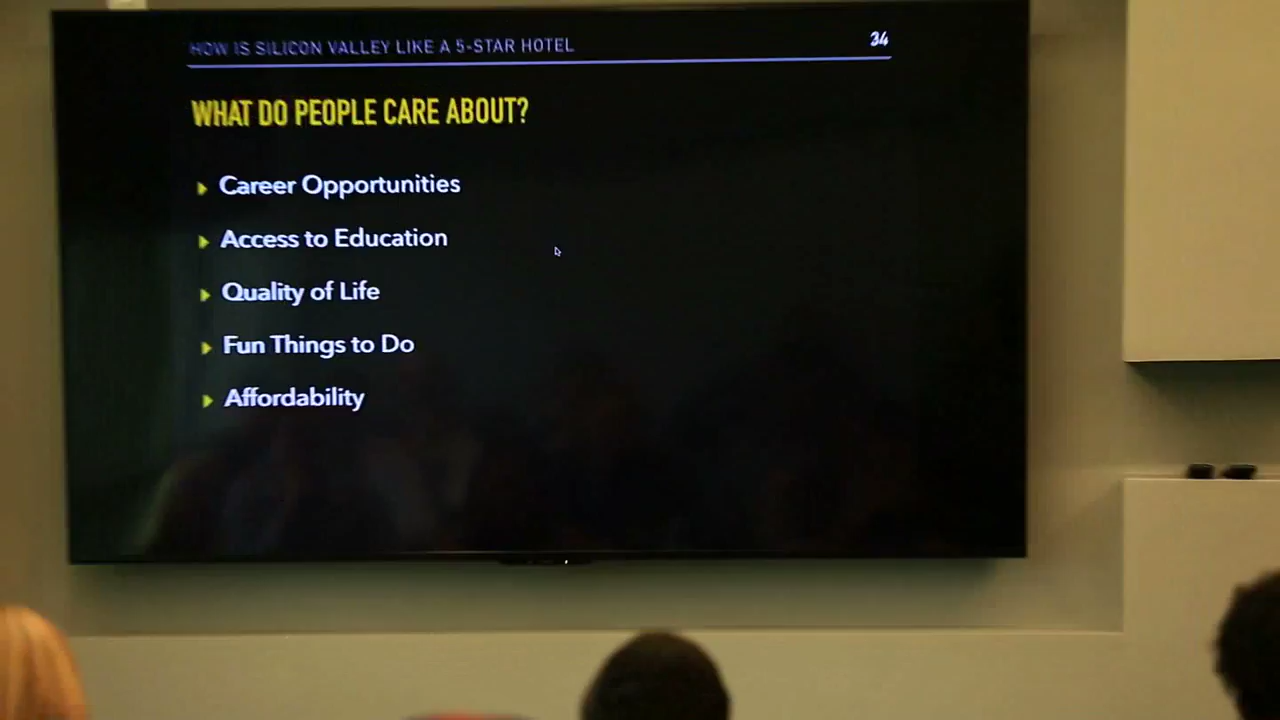 HOW IS SILICON VALLEY LIKE A 5-STAR HOTEL
34
WHAT DO PEOPLE CARE ABOUT?
Career Opportunities
Access to Education
Quality of Life
Fun Things to Do
Affordability